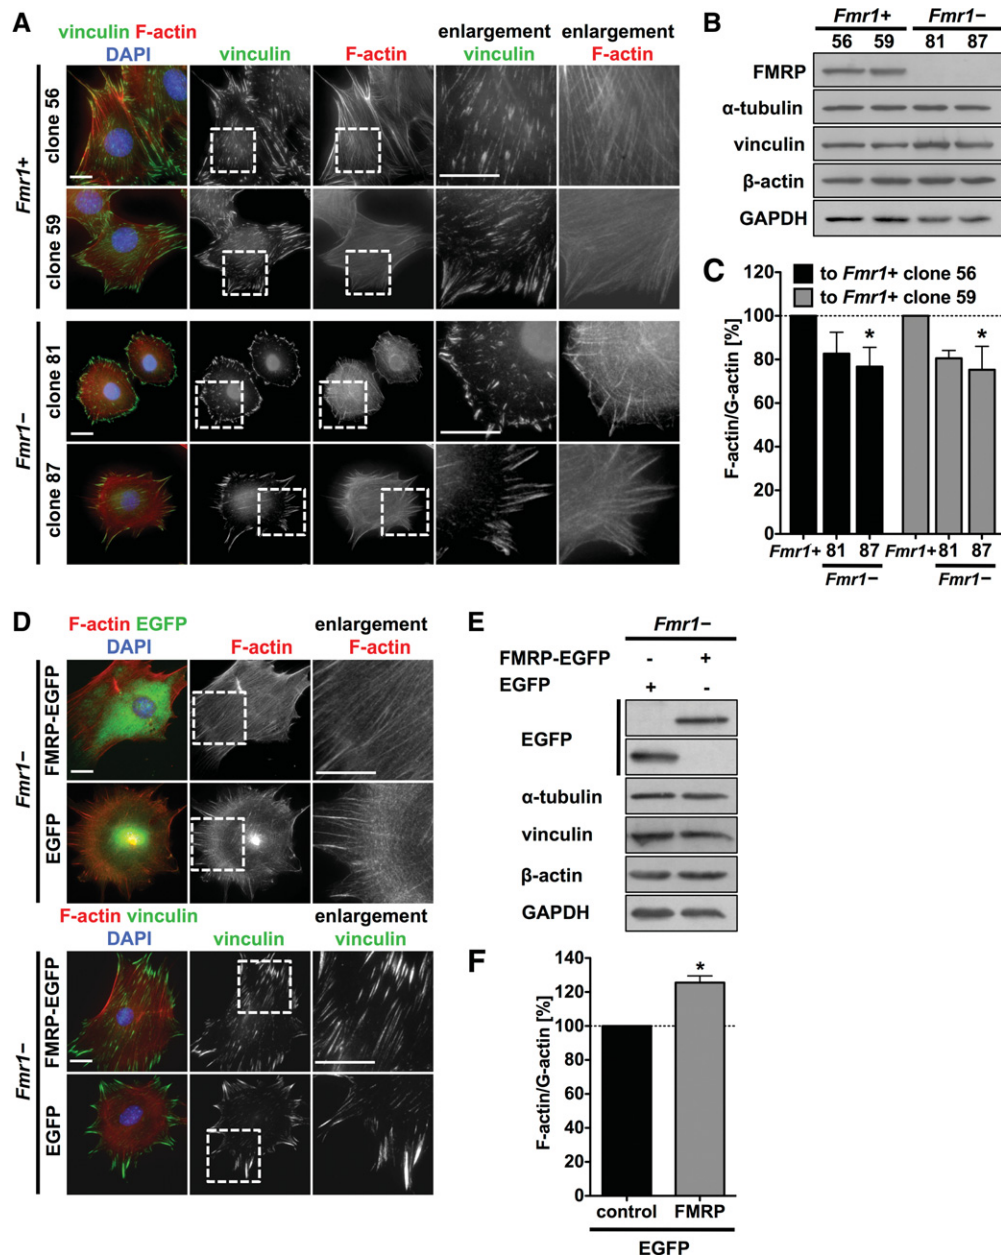 A
vinculin F-actin
DAPI
vinculin
F-actin
enlargement
vinculin
enlargement
F-actin
Fmr1+
clone 56
clone 59
Fmr1–
clone 81
clone 87
B
Fmr1+ Fmr1–
56 59 81 87
FMRP
α-tubulin
vinculin
β-actin
GAPDH
C
to Fmr1+ clone 56
to Fmr1+ clone 59
F-actin/G-actin [%]
120
100
80
60
40
20
0
* *
Fmr1+ 81 87 Fmr1+ 81 87
Fmr1– Fmr1–
D
F-actin EGFP
DAPI
F-actin
enlargement
F-actin
Fmr1–
FMRP-EGFP
EGFP
F-actin vinculin
DAPI
vinculin
enlargement
vinculin
Fmr1–
FMRP-EGFP
EGFP
E
Fmr1–
FMRP-EGFP - +
EGFP + -
EGFP
α-tubulin
vinculin
β-actin
GAPDH
F
F-actin/G-actin [%]
140
120
100
80
60
40
20
0
*
control FMRP
EGFP